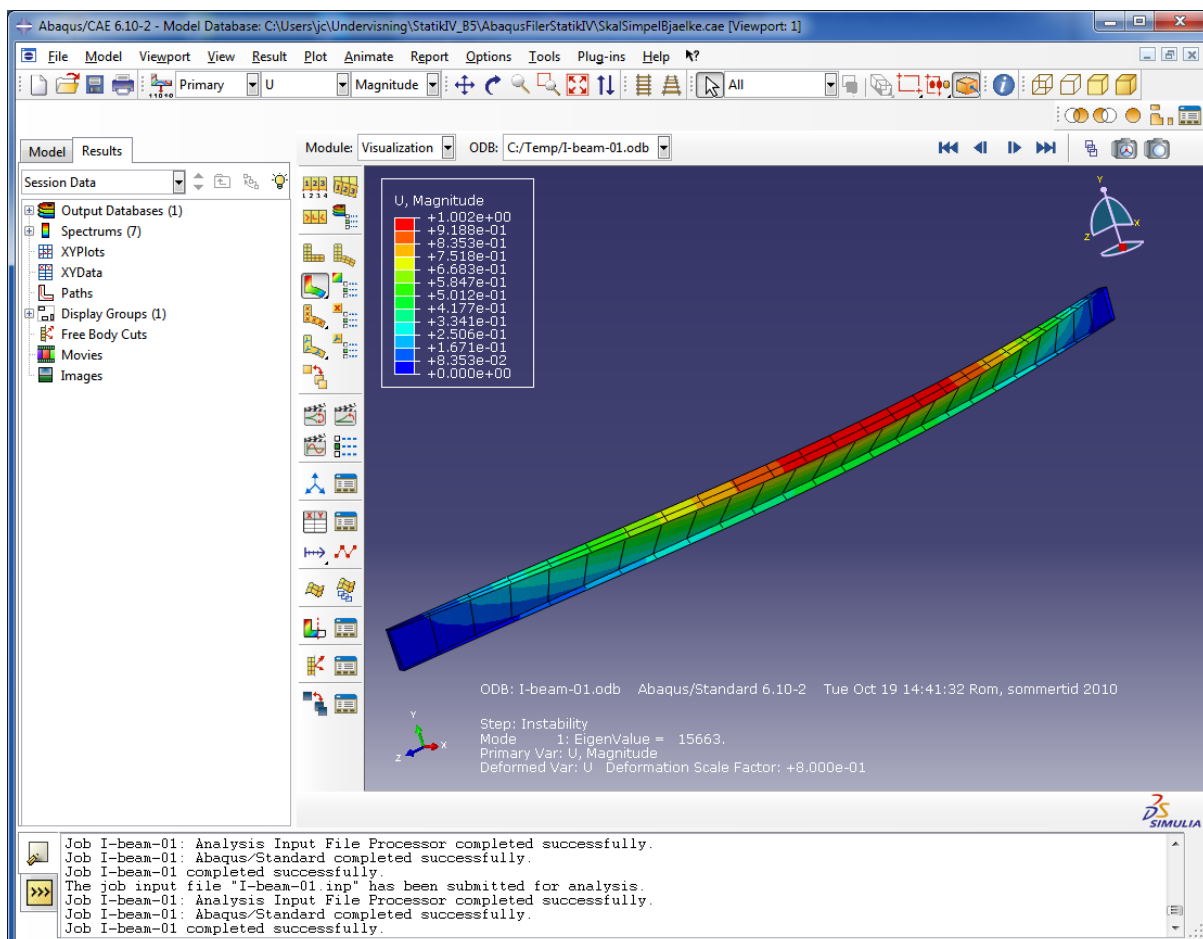 Abaqus/CAE 6.10-2 - Model Database: C:\Users\jc\Undervisning\StatikIV_B5\AbaqusFilerStatikIV\SkalSimpelBjaelke.cae [Viewport: 1]
File Model Viewport View Result Plot Animate Report Options Tools Plug-ins Help
Primary U Magnitude All
Model Results
Module: Visualization ODB: C:/Temp/I-beam-01.odb
Session Data
Output Databases (1)
Spectrums (7)
XYPlots
XYData
Paths
Display Groups (1)
Free Body Cuts
Movies
Images
U, Magnitude
+1.002e+00
+9.188e-01
+8.353e-01
+7.518e-01
+6.683e-01
+5.847e-01
+5.012e-01
+4.177e-01
+3.341e-01
+2.506e-01
+1.671e-01
+8.353e-02
+0.000e+00
Y
X
Z
ODB: I-beam-01.odb Abaqus/Standard 6.10-2 Tue Oct 19 14:41:32 Rom, sommertid 2010
Y
X
Z
Step: Instability
Mode 1: EigenValue = 15663.
Primary Var: U, Magnitude
Deformed Var: U Deformation Scale Factor: +8.000e-01
SIMULIA
Job I-beam-01: Analysis Input File Processor completed successfully.
Job I-beam-01: Abaqus/Standard completed successfully.
Job I-beam-01 completed successfully.
The job input file "I-beam-01.inp" has been submitted for analysis.
Job I-beam-01: Analysis Input File Processor completed successfully.
Job I-beam-01: Abaqus/Standard completed successfully.
Job I-beam-01 completed successfully.